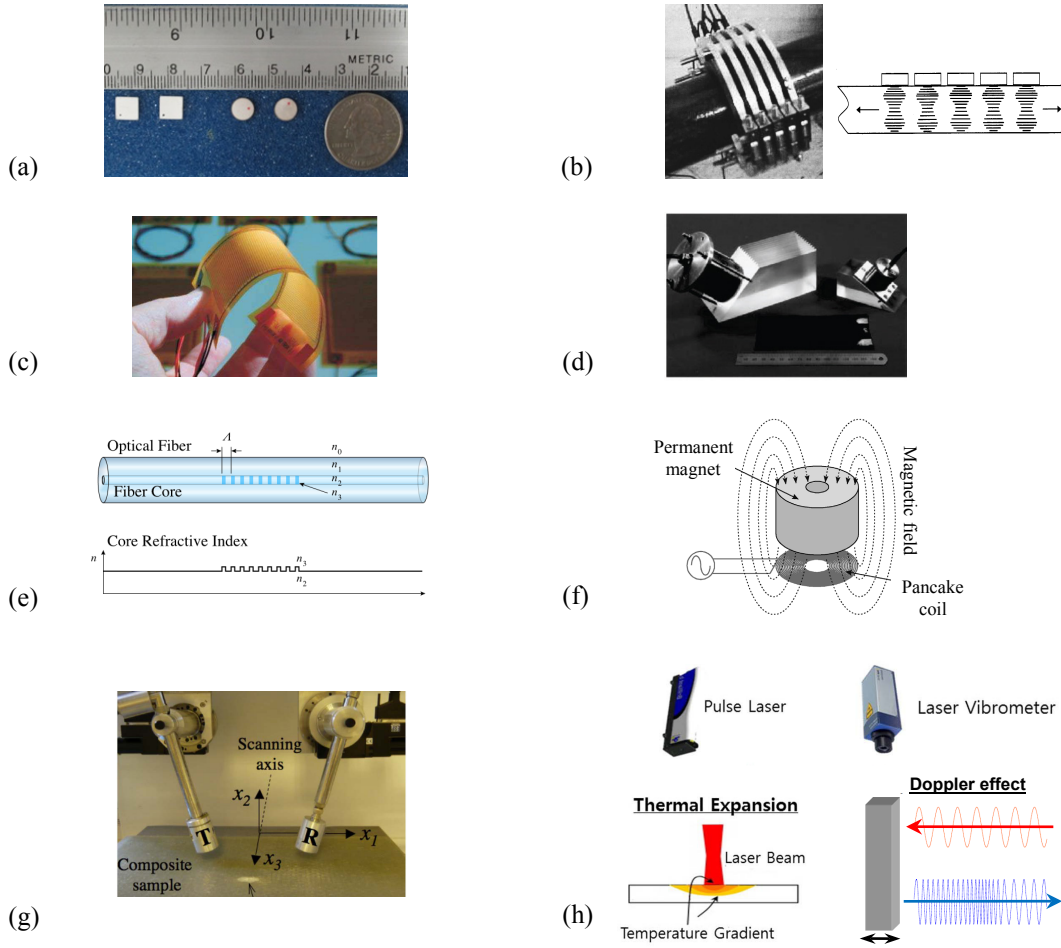 9 10 11
METRIC
0 9 8 7 6 5 4 3 2 1
(a)
(b)
(c)
(d)
Optical Fiber
Λ
n0
n1
Fiber Core
n2
n3
Core Refractive Index
n
n3
n2
(e)
Permanent
magnet
Magnetic field
Pancake
coil
(f)
Scanning
axis
x2
T
R
x1
x3
Composite
sample
(g)
Pulse Laser
Laser Vibrometer
Thermal Expansion
Laser Beam
Temperature Gradient
Doppler effect
(h)